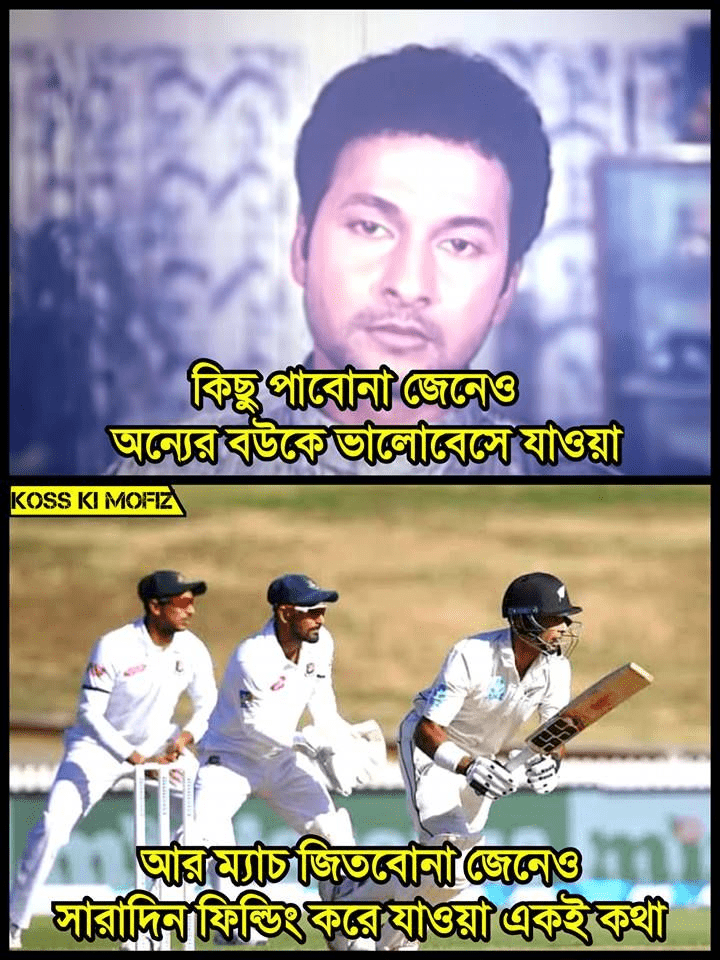 কিছু পাবোনা জেনেও
অন্যের বউকে ভালোবেসে যাওয়া
KOSS KI MOFIZ
আর ম্যাচ জিতবোনা জেনেও
সারাদিন ফিল্ডিং করে যাওয়া একই কথা